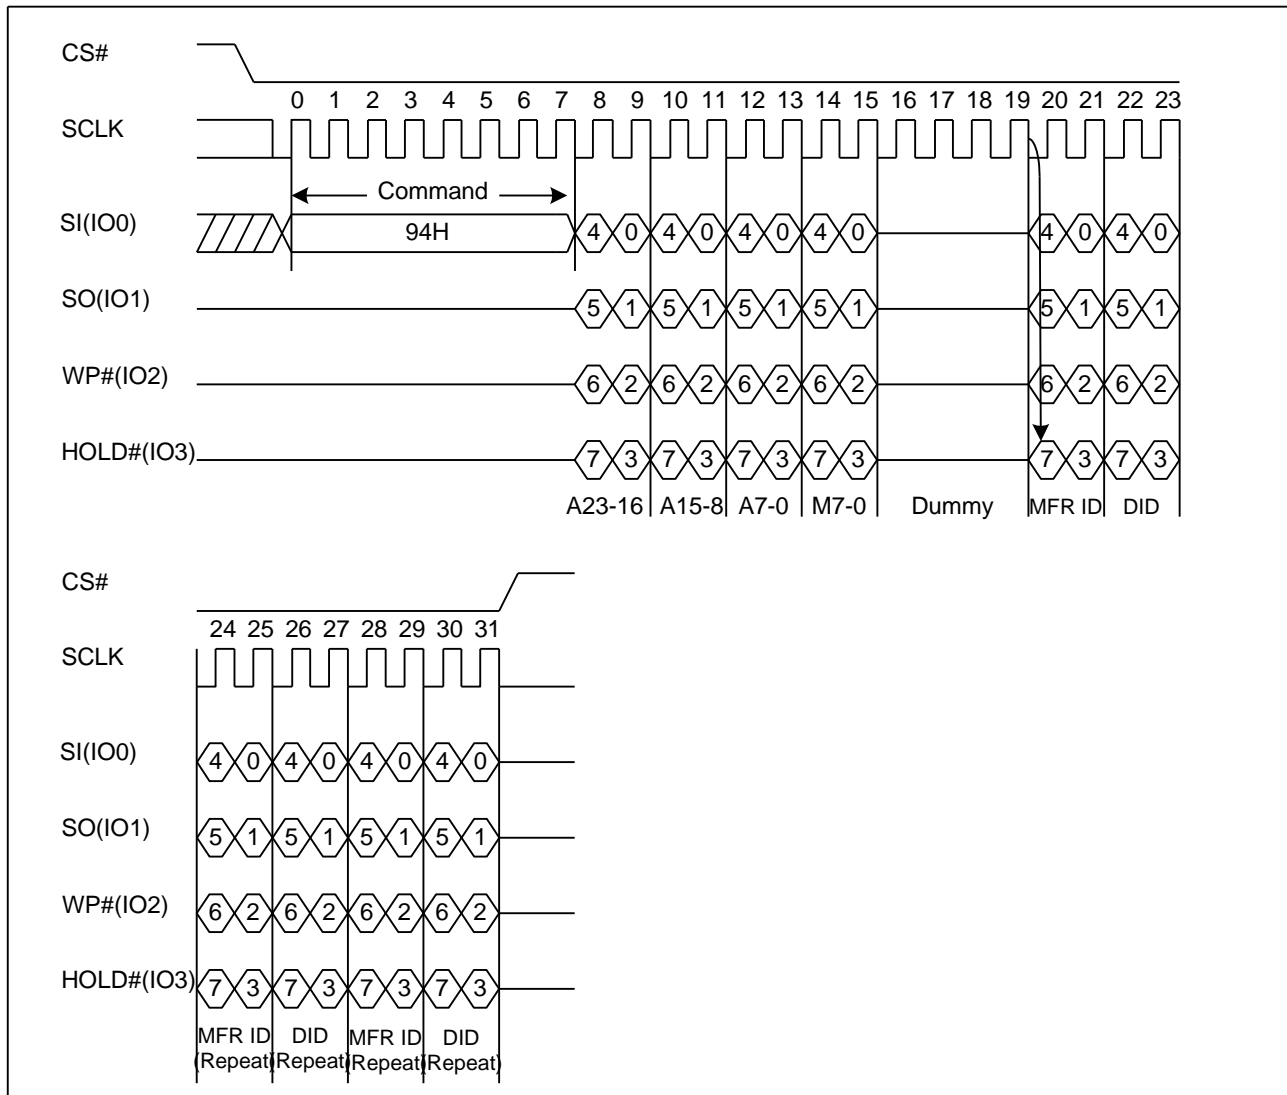 CS#
0 1 2 3 4 5 6 7 8 9 10 11 12 13 14 15 16 17 18 19 20 21 22 23
SCLK
Command
SI(IO0) 94H 4 0 4 0 4 0 4 0 4 0 4 0
SO(IO1) 5 1 5 1 5 1 5 1 5 1 5 1
WP#(IO2) 6 2 6 2 6 2 6 2 6 2 6 2
HOLD#(IO3) 7 3 7 3 7 3 7 3 7 3 7 3
A23-16 A15-8 A7-0 M7-0 Dummy MFR ID DID
CS#
24 25 26 27 28 29 30 31
SCLK
SI(IO0) 4 0 4 0 4 0 4 0
SO(IO1) 5 1 5 1 5 1 5 1
WP#(IO2) 6 2 6 2 6 2 6 2
HOLD#(IO3) 7 3 7 3 7 3 7 3
MFR ID DID MFR ID DID
(Repeat) (Repeat) (Repeat) (Repeat)